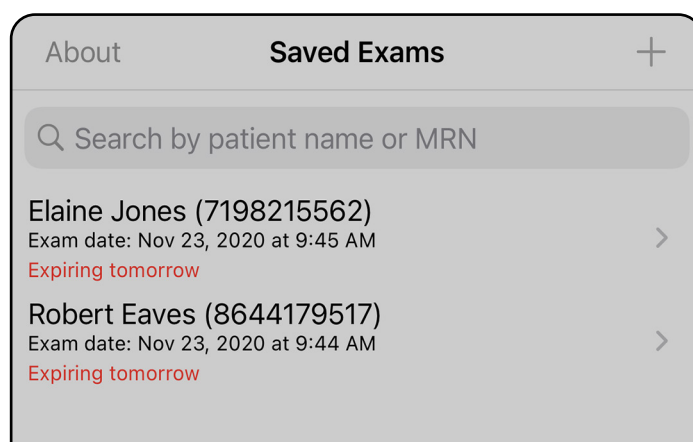 About
Saved Exams
Search by patient name or MRN
Elaine Jones (7198215562)
Exam date: Nov 23, 2020 at 9:45 AM
Expiring tomorrow
Robert Eaves (8644179517)
Exam date: Nov 23, 2020 at 9:44 AM
Expiring tomorrow